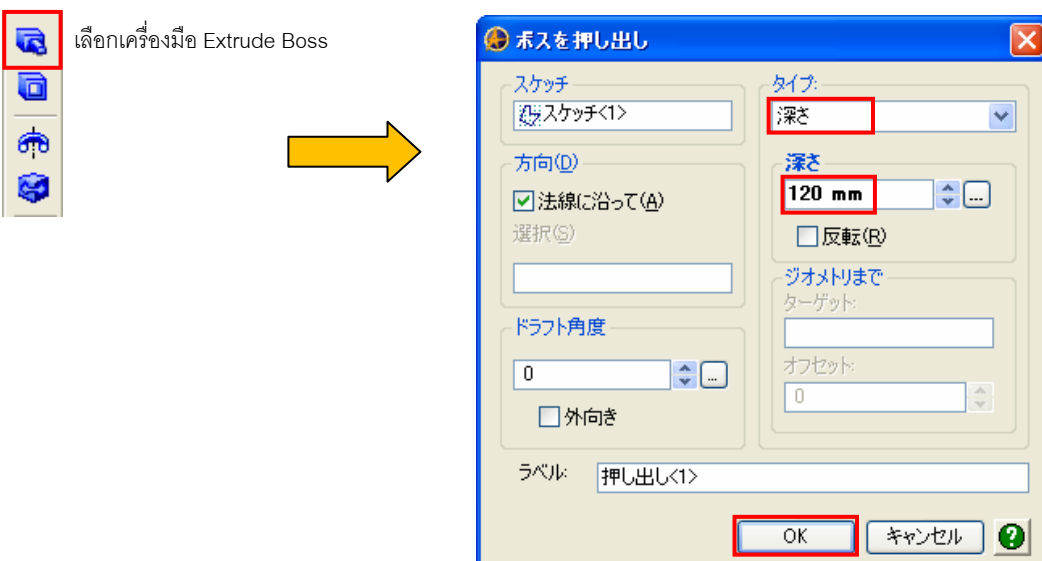 เลือกเครื่องมือ Extrude Boss
ボスを押し出し
スケッチ
スケッチ<1>
方向(D)
法線に沿って(A)
選択(S)
ドラフト角度
0
...
外向き
タイプ:
深さ
深さ
120 mm
...
反転(R)
ジオメトリまで
ターゲット:
オフセット:
0
ラベル:
押し出し<1>
OK
キャンセル
?